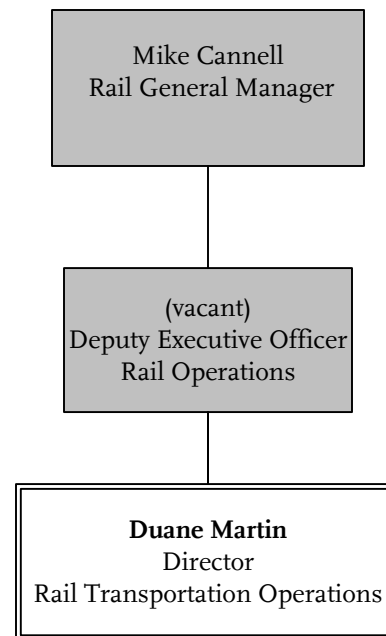 Mike Cannell
Rail General Manager
(vacant)
Deputy Executive Officer
Rail Operations
Duane Martin
Director
Rail Transportation Operations